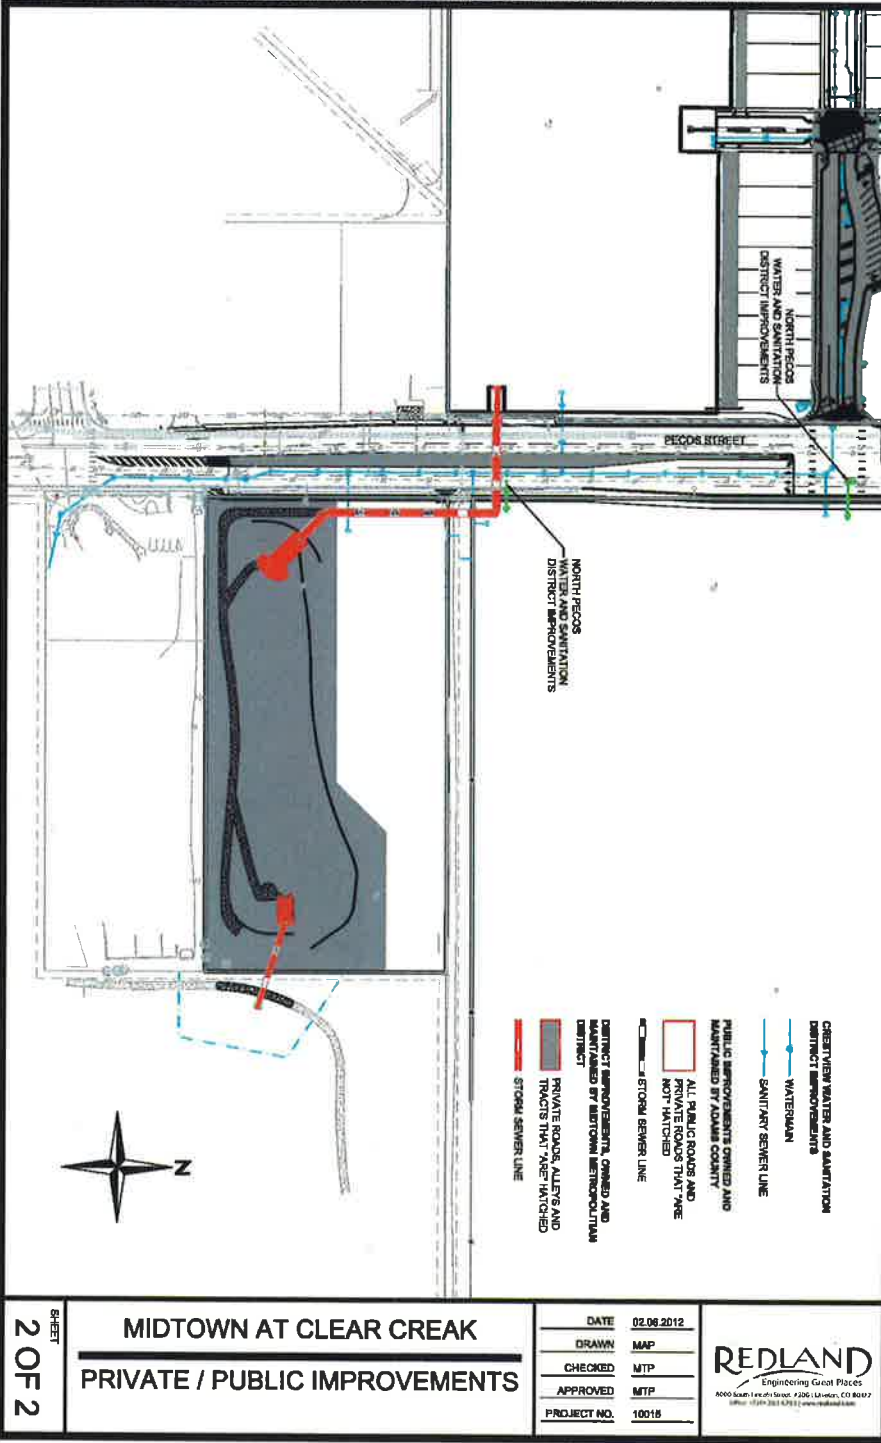 NORTH PECOS
WATER AND SANITATION
DISTRICT IMPROVEMENTS
PECOS STREET
NORTH PECOS
WATER AND SANITATION
DISTRICT IMPROVEMENTS
CRESTVIEW WATER AND SANITATION
DISTRICT IMPROVEMENTS
WATERMAIN
SANITARY SEWER LINE
PUBLIC IMPROVEMENTS OWNED AND
MAINTAINED BY ADAMS COUNTY
ALL PUBLIC ROADS AND
PRIVATE ROADS THAT "ARE
NOT" HATCHED
STORM SEWER LINE
DISTRICT IMPROVEMENTS, OWNED AND
MAINTAINED BY MIDTOWN METROPOLITIAN
DISTRICT
PRIVATE ROADS, ALLEYS AND
TRACTS THAT "ARE" HATCHED
STORM SEWER LINE
N
SHEET
2 OF 2
MIDTOWN AT CLEAR CREAK
PRIVATE / PUBLIC IMPROVEMENTS
DATE 02.06.2012
DRAWN MAP
CHECKED MTP
APPROVED MTP
PROJECT NO. 10015
REDLAND
Engineering Great Places